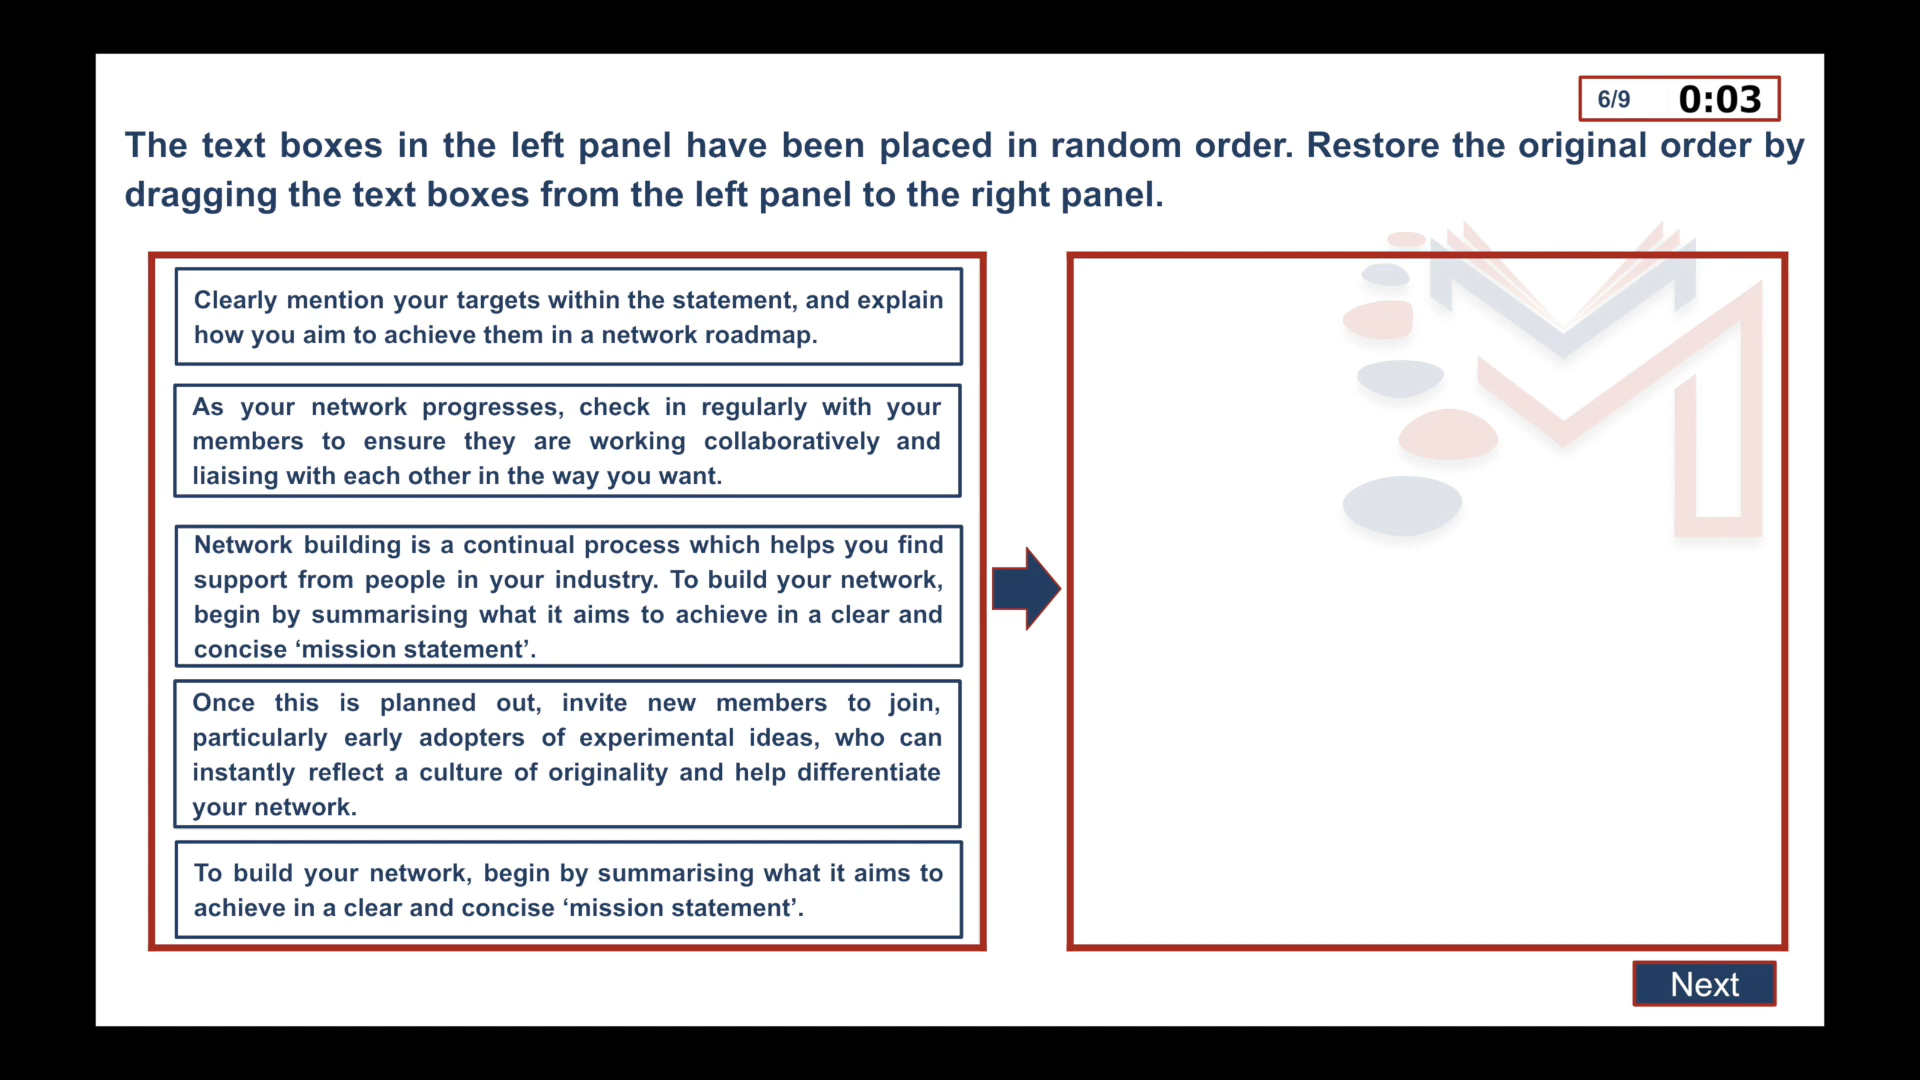 6/9 0:03
The text boxes in the left panel have been placed in random order. Restore the original order by
dragging the text boxes from the left panel to the right panel.
Clearly mention your targets within the statement, and explain
how you aim to achieve them in a network roadmap.
As your network progresses, check in regularly with your
members to ensure they are working collaboratively and
liaising with each other in the way you want.
Network building is a continual process which helps you find
support from people in your industry. To build your network,
begin by summarising what it aims to achieve in a clear and
concise ‘mission statement’.
Once this is planned out, invite new members to join,
particularly early adopters of experimental ideas, who can
instantly reflect a culture of originality and help differentiate
your network.
To build your network, begin by summarising what it aims to
achieve in a clear and concise ‘mission statement’.
Next